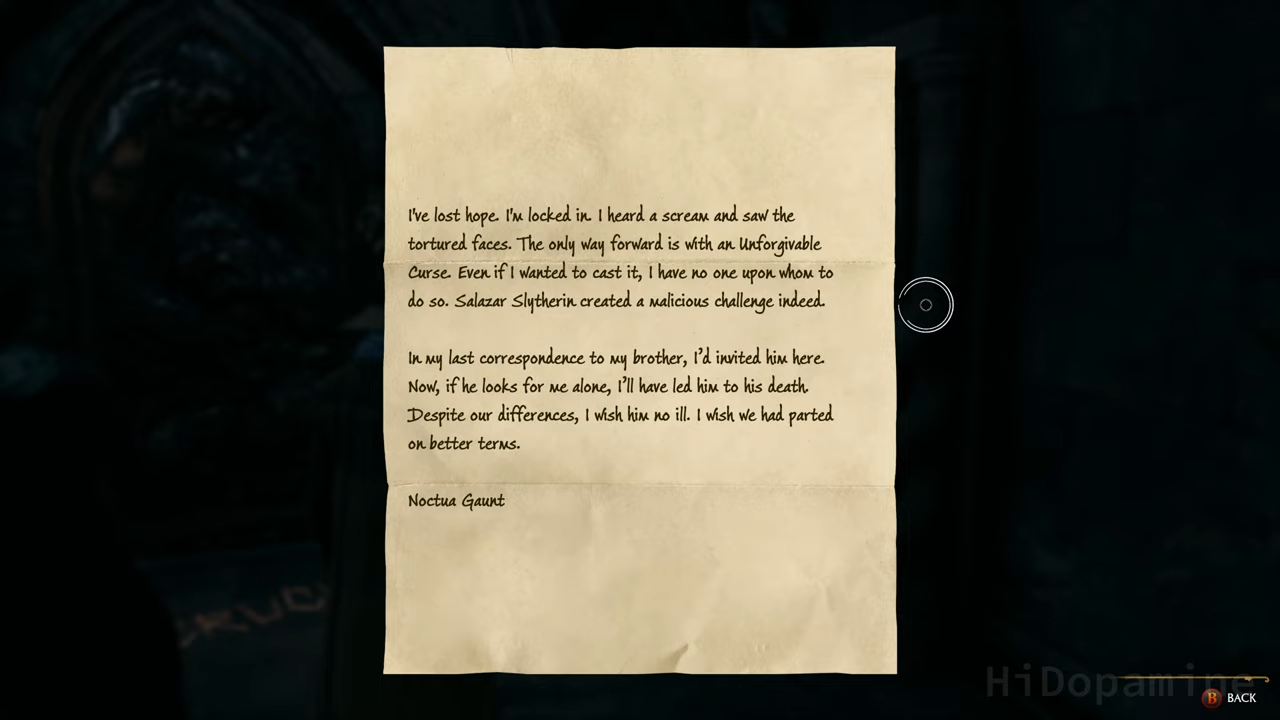 I've lost hope. I'm locked in. I heard a scream and saw the
tortured faces. The only way forward is with an Unforgivable
Curse. Even if I wanted to cast it, I have no one upon whom to
do so. Salazar Slytherin created a malicious challenge indeed.
In my last correspondence to my brother, I'd invited him here.
Now, if he looks for me alone, I'll have led him to his death.
Despite our differences, I wish him no ill. I wish we had parted
on better terms.
Noctua Gaunt
CRUCI
HiDopamine
B BACK